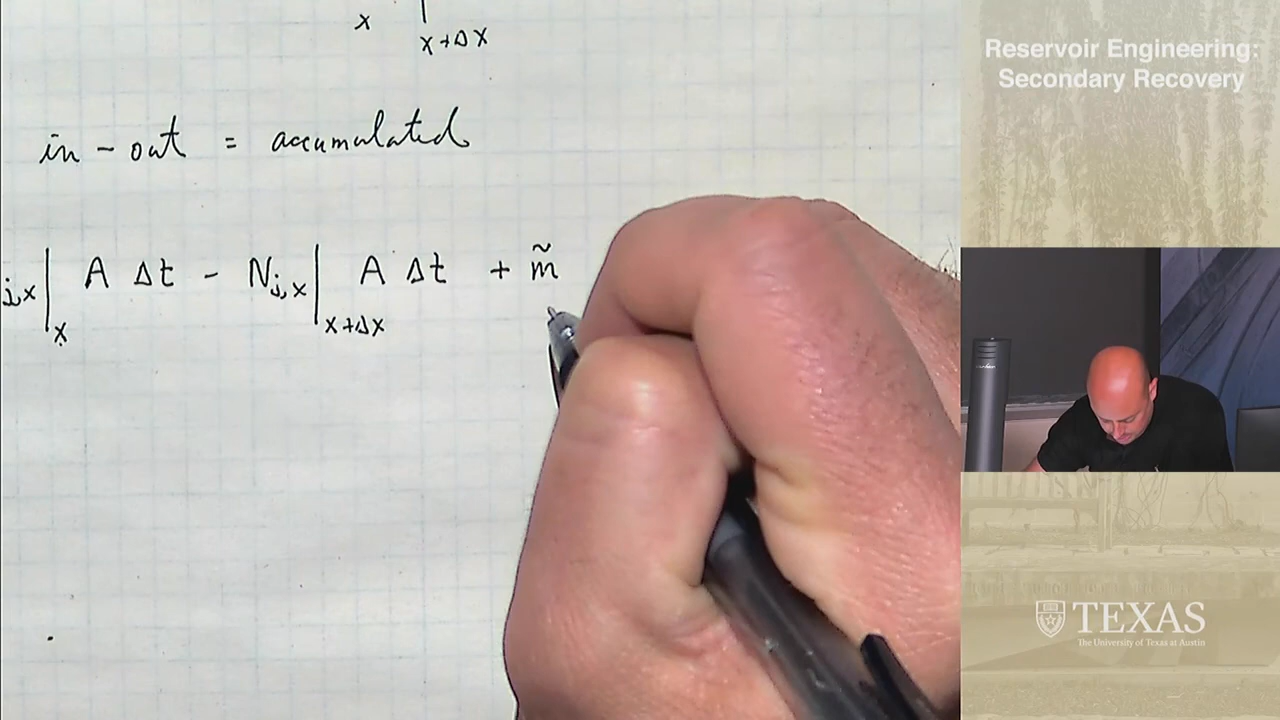 x
x+Δx
in - out = accumulated
j,x|x A Δt - Nj,x|x+Δx A Δt + m̃
Reservoir Engineering:
Secondary Recovery
TEXAS
The University of Texas at Austin